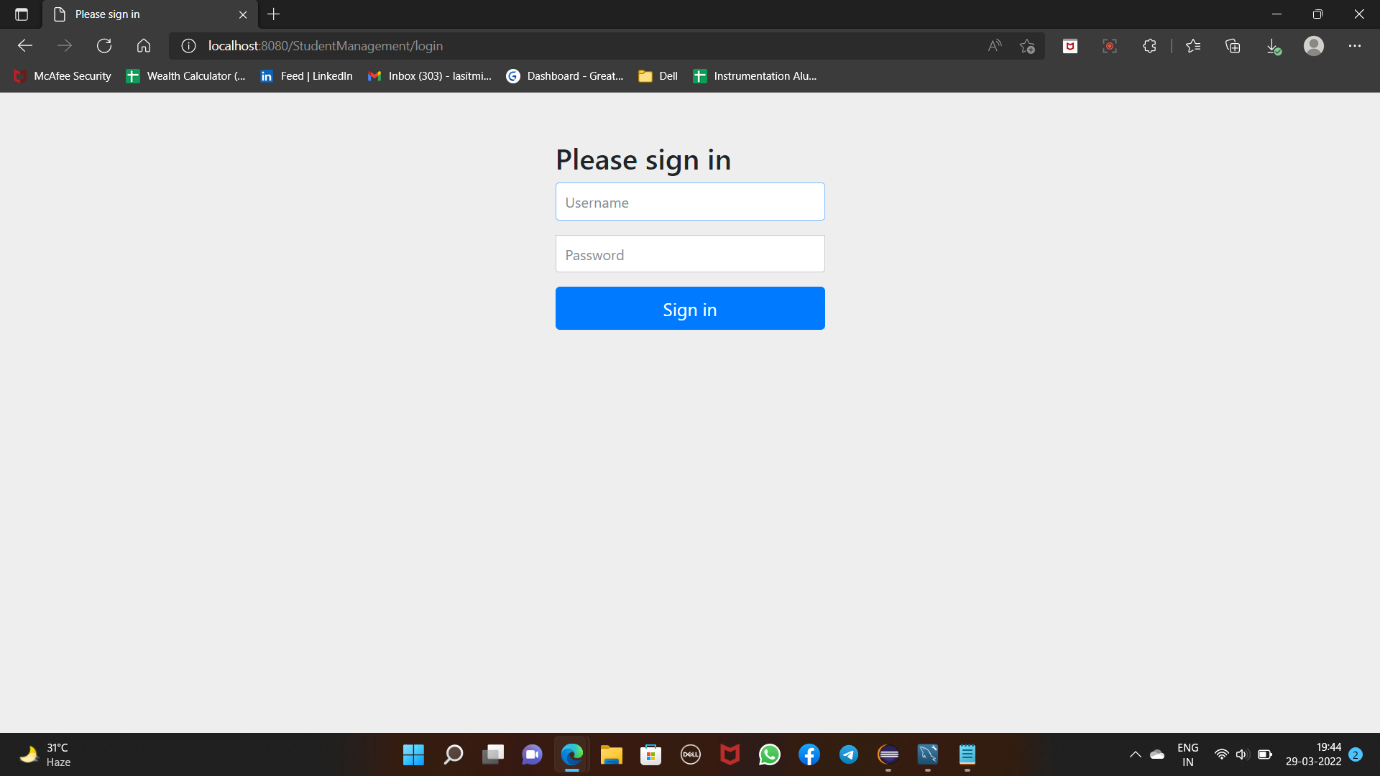 Please sign in
localhost:8080/StudentManagement/login
McAfee Security
Wealth Calculator (...
Feed | LinkedIn
Inbox (303) - lasitmi...
Dashboard - Great...
Dell
Instrumentation Alu...
Please sign in
Username
Password
Sign in
31°C
Haze
DELL
ENG
IN
19:44
29-03-2022
2